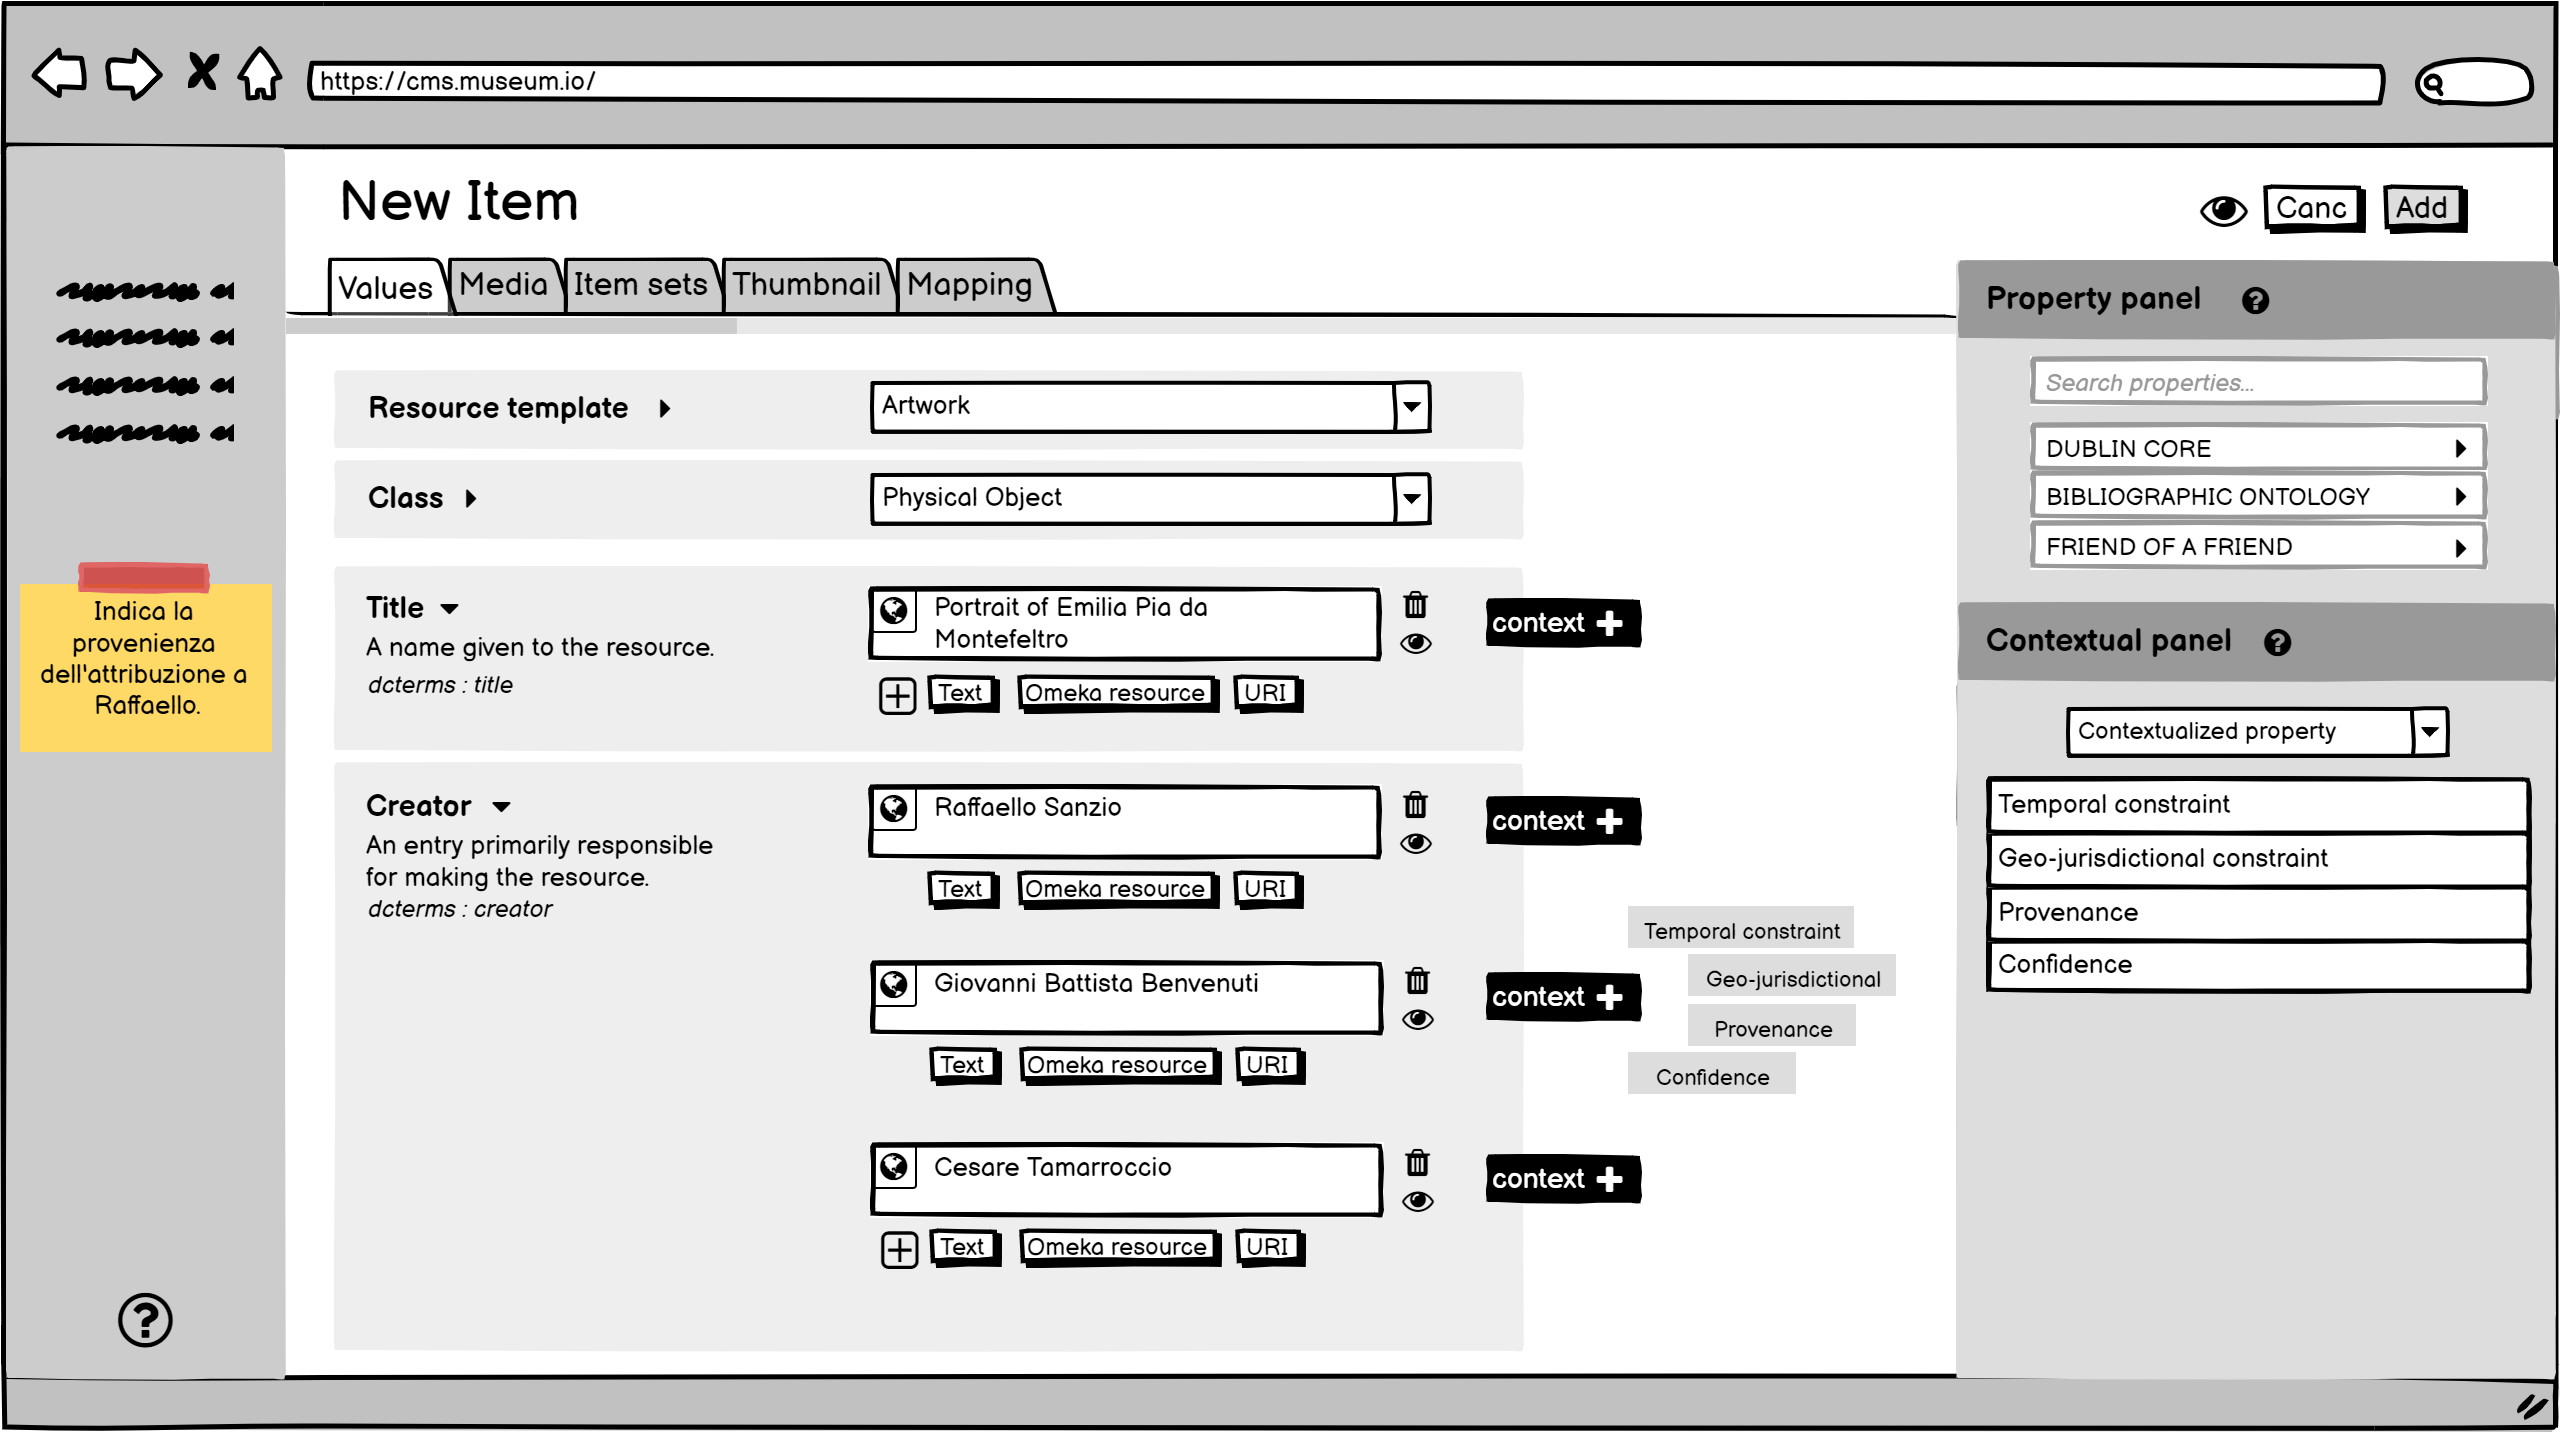 https://cms.museum.io/
New Item
Canc
Add
Values
Media
Item sets
Thumbnail
Mapping
Indica la
provenienza
dell'attribuzione a
Raffaello.
?
Resource template
Artwork
Class
Physical Object
Title
A name given to the resource.
dcterms : title
Portrait of Emilia Pia da
Montefeltro
context
Text
Omeka resource
URI
Creator
An entry primarily responsible
for making the resource.
dcterms : creator
Raffaello Sanzio
context
Text
Omeka resource
URI
Giovanni Battista Benvenuti
context
Text
Omeka resource
URI
Temporal constraint
Geo-jurisdictional
Provenance
Confidence
Cesare Tamarroccio
context
Text
Omeka resource
URI
Property panel
?
Search properties...
DUBLIN CORE
BIBLIOGRAPHIC ONTOLOGY
FRIEND OF A FRIEND
Contextual panel
?
Contextualized property
Temporal constraint
Geo-jurisdictional constraint
Provenance
Confidence